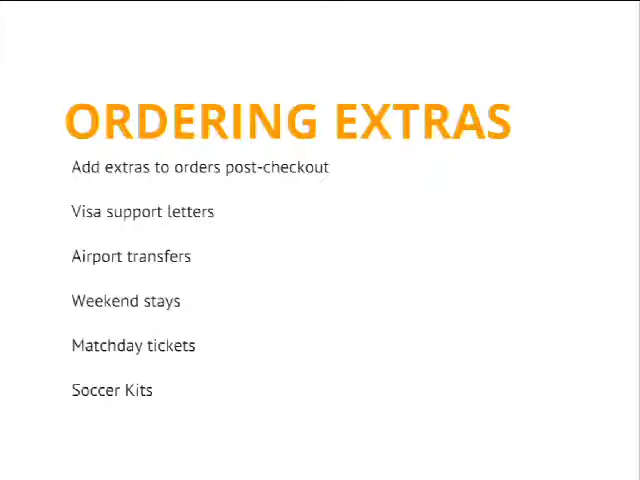 ORDERING EXTRAS
Add extras to orders post-checkout
Visa support letters
Airport transfers
Weekend stays
Matchday tickets
Soccer Kits